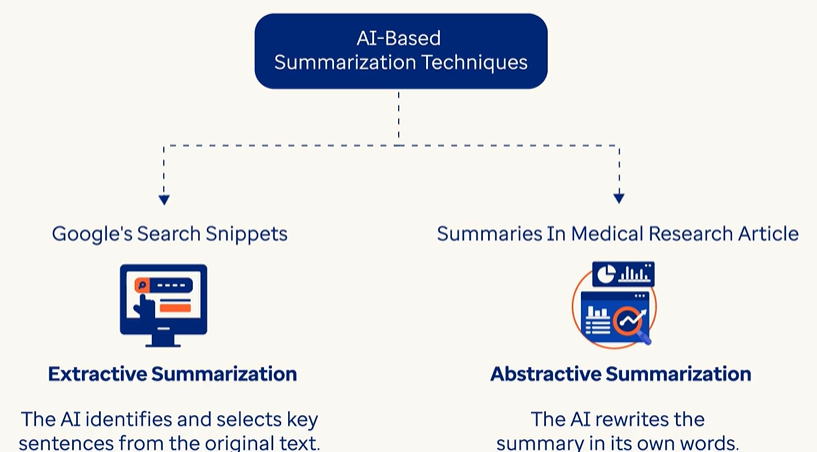 AI-Based
Summarization Techniques
Google's Search Snippets
Summaries In Medical Research Article
Extractive Summarization
Abstractive Summarization
The AI identifies and selects key
sentences from the original text.
The AI rewrites the
summary in its own words.